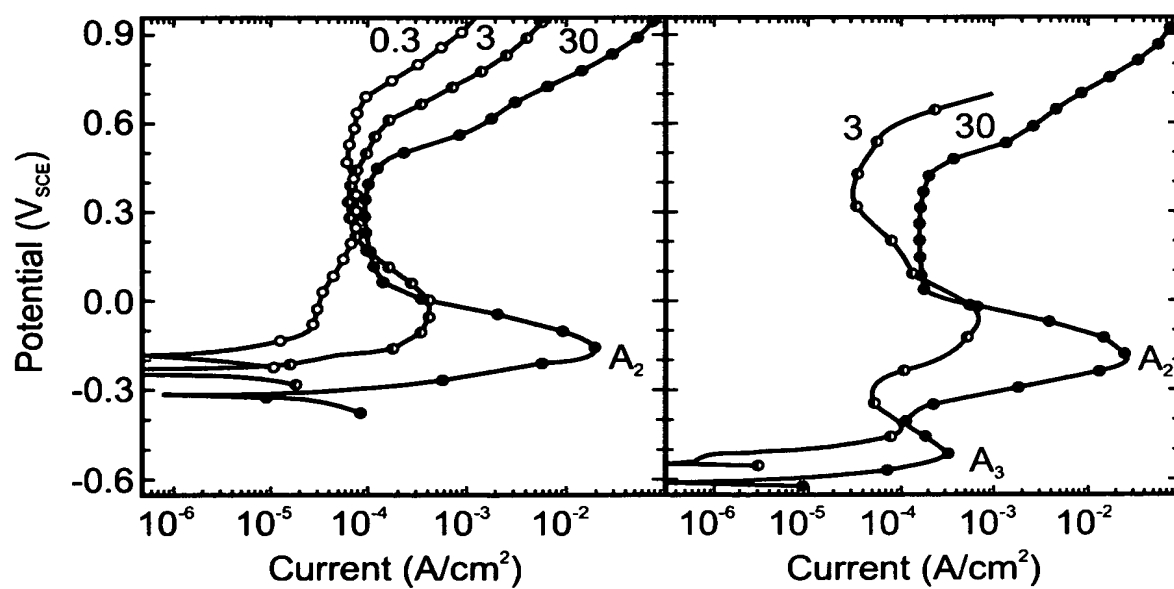 0.9
0.6
0.3
0.0
-0.3
-0.6
Potential (V_SCE)
0.3 3 30
A₂
10⁻⁶ 10⁻⁵ 10⁻⁴ 10⁻³ 10⁻²
Current (A/cm²)
3 30
A₂
A₃
10⁻⁶ 10⁻⁵ 10⁻⁴ 10⁻³ 10⁻²
Current (A/cm²)